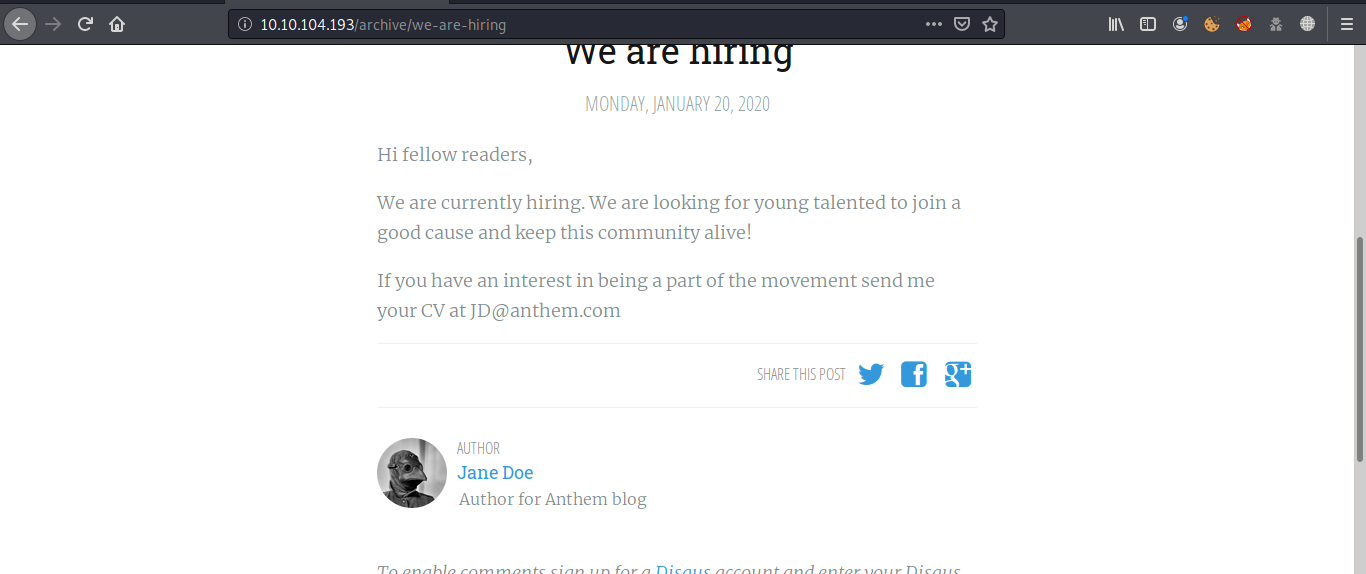 10.10.104.193/archive/we-are-hiring
We are hiring
MONDAY, JANUARY 20, 2020
Hi fellow readers,
We are currently hiring. We are looking for young talented to join a
good cause and keep this community alive!
If you have an interest in being a part of the movement send me
your CV at JD@anthem.com
SHARE THIS POST
AUTHOR
Jane Doe
Author for Anthem blog
To enable comments sign up for a Disqus account and enter your Disqus